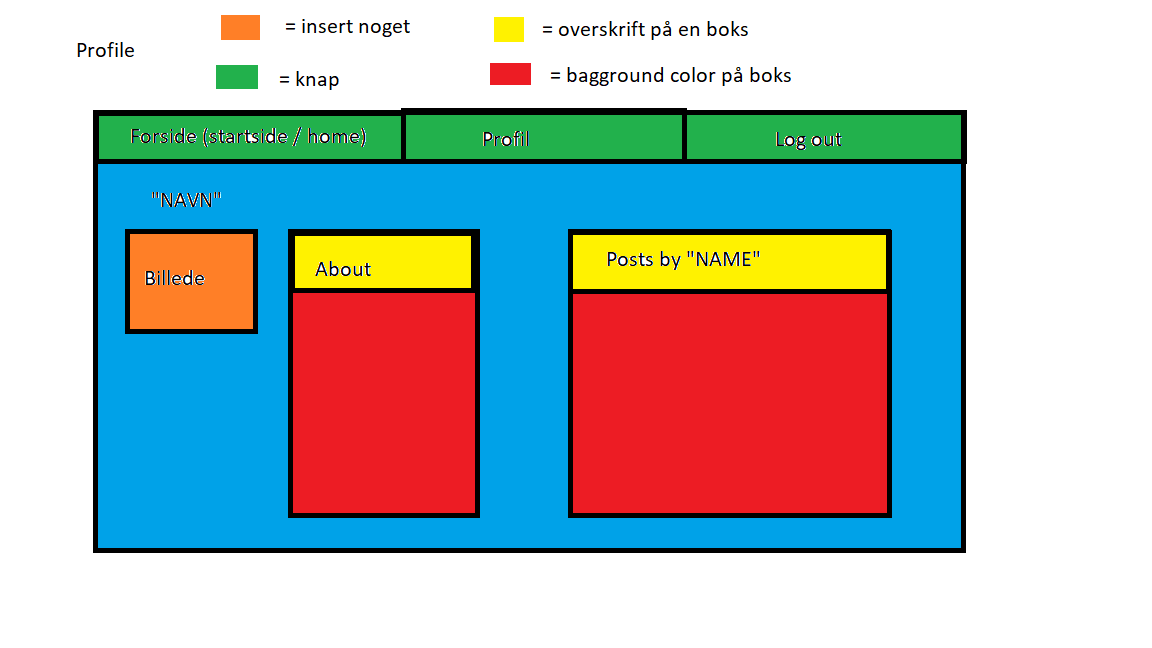 Profile
= insert noget
= overskrift på en boks
= knap
= bagground color på boks
Forside (startside / home)
Profil
Log out
"NAVN"
Billede
About
Posts by "NAME"